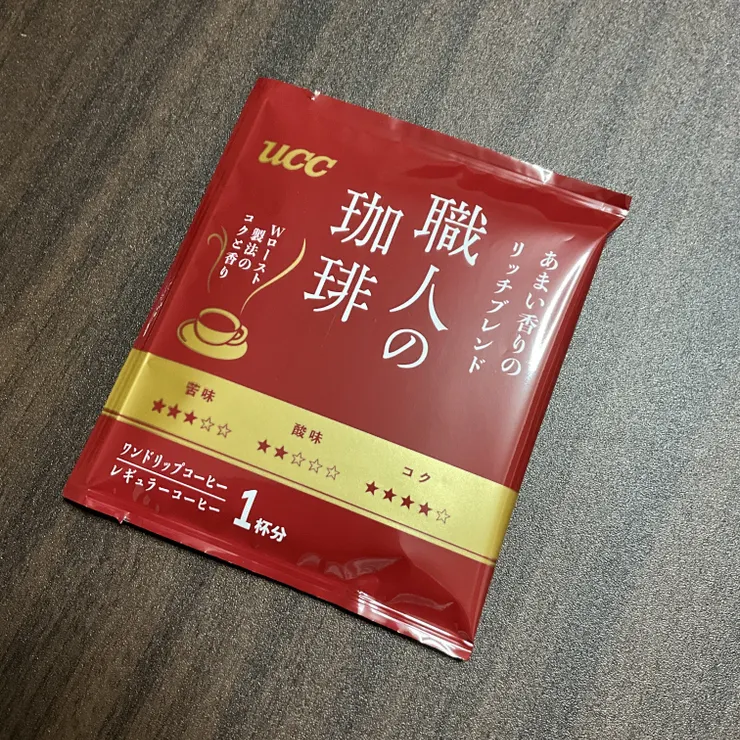 UCC
あまい香りの
リッチブレンド
職人の
珈琲
Wロースト
製法の
コクと香り
苦味
★★★☆☆
酸味
★★☆☆☆
コク
★★★★☆
ワンドリップコーヒー
レギュラーコーヒー
1杯分